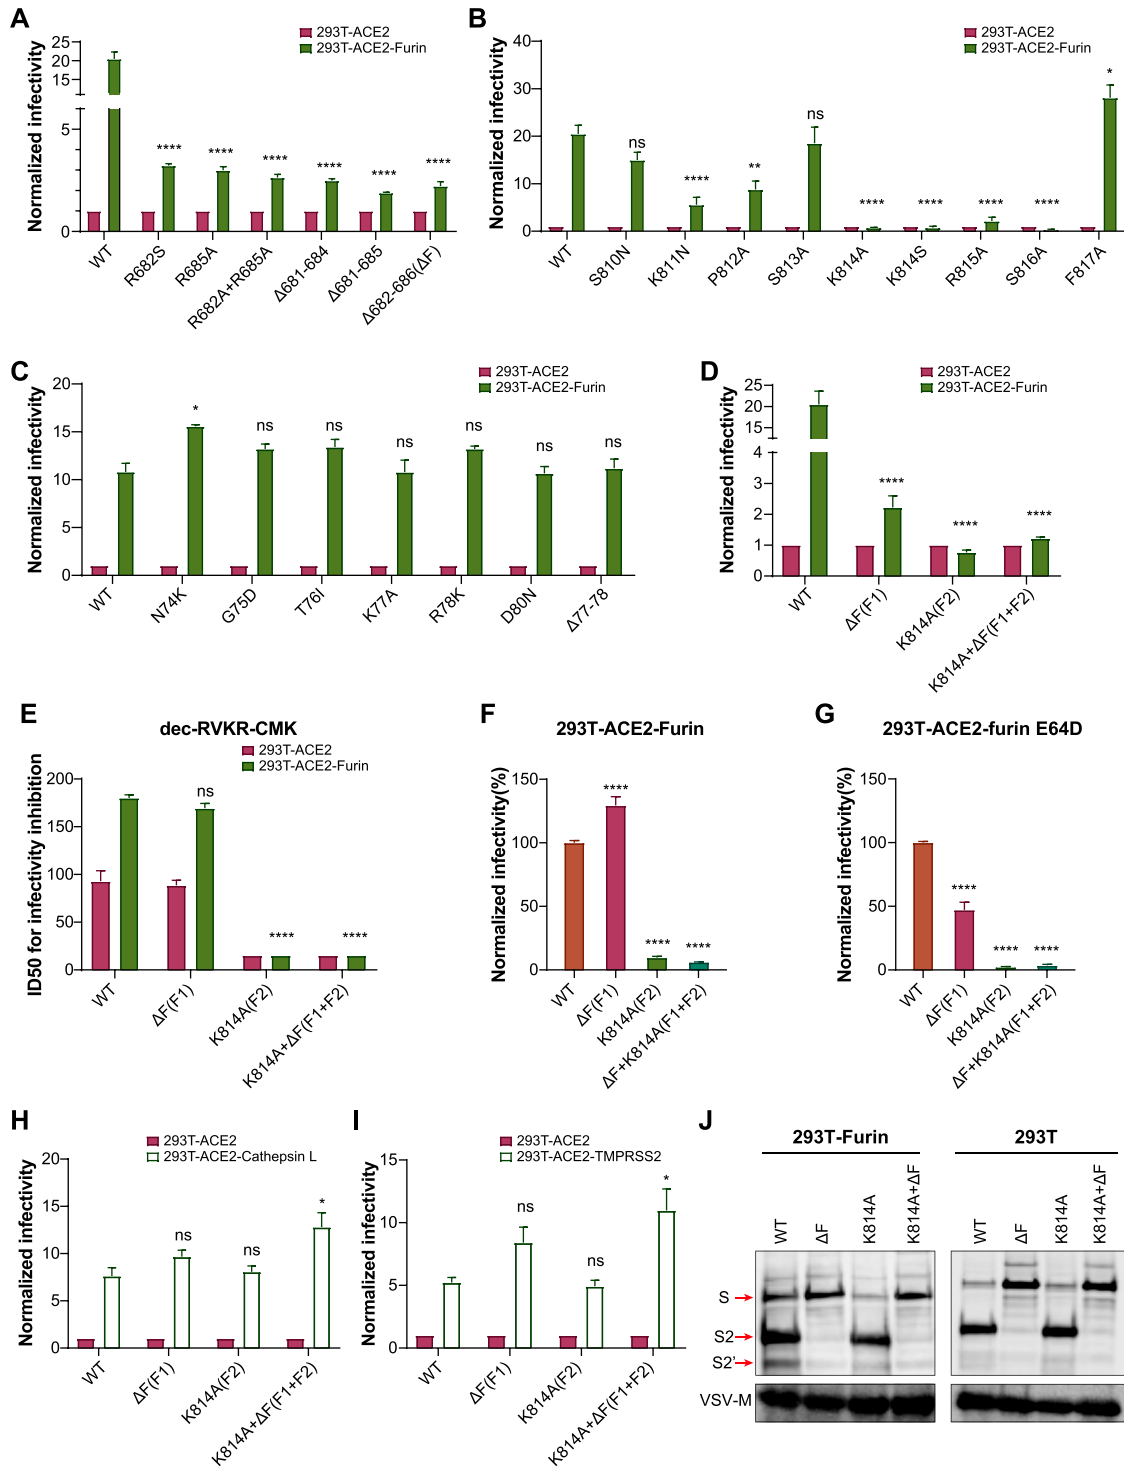 A
293T-ACE2
293T-ACE2-Furin
Normalized infectivity
25
20
15
5
0
****
****
****
****
****
****
WT
R682S
R685A
R682A+R685A
Δ681-684
Δ681-685
Δ682-686(ΔF)
B
293T-ACE2
293T-ACE2-Furin
Normalized infectivity
40
30
20
10
0
ns
****
**
ns
****
****
****
****
*
WT
S810N
K811N
P812A
S813A
K814A
K814S
R815A
S816A
F817A
C
293T-ACE2
293T-ACE2-Furin
Normalized infectivity
20
15
10
5
0
*
ns
ns
ns
ns
ns
ns
WT
N74K
G75D
T76I
K77A
R78K
D80N
Δ77-78
D
293T-ACE2
293T-ACE2-Furin
Normalized infectivity
25
20
15
4
3
2
1
0
****
****
****
WT
ΔF(F1)
K814A(F2)
K814A+ΔF(F1+F2)
E
dec-RVKR-CMK
293T-ACE2
293T-ACE2-Furin
ID50 for infectivity inhibition
200
150
100
50
0
ns
****
****
WT
ΔF(F1)
K814A(F2)
K814A+ΔF(F1+F2)
F
293T-ACE2-Furin
Normalized infectivity(%)
150
100
50
0
****
****
****
WT
ΔF(F1)
K814A(F2)
ΔF+K814A(F1+F2)
G
293T-ACE2-furin E64D
Normalized infectivity(%)
150
100
50
0
****
****
****
WT
ΔF(F1)
K814A(F2)
ΔF+K814A(F1+F2)
H
293T-ACE2
293T-ACE2-Cathepsin L
Normalized infectivity
20
15
10
5
0
ns
ns
*
WT
ΔF(F1)
K814A(F2)
K814A+ΔF(F1+F2)
I
293T-ACE2
293T-ACE2-TMPRSS2
Normalized infectivity
15
10
5
0
ns
ns
*
WT
ΔF(F1)
K814A(F2)
K814A+ΔF(F1+F2)
J
293T-Furin
293T
WT
ΔF
K814A
K814A+ΔF
WT
ΔF
K814A
K814A+ΔF
S
S2
S2'
VSV-M